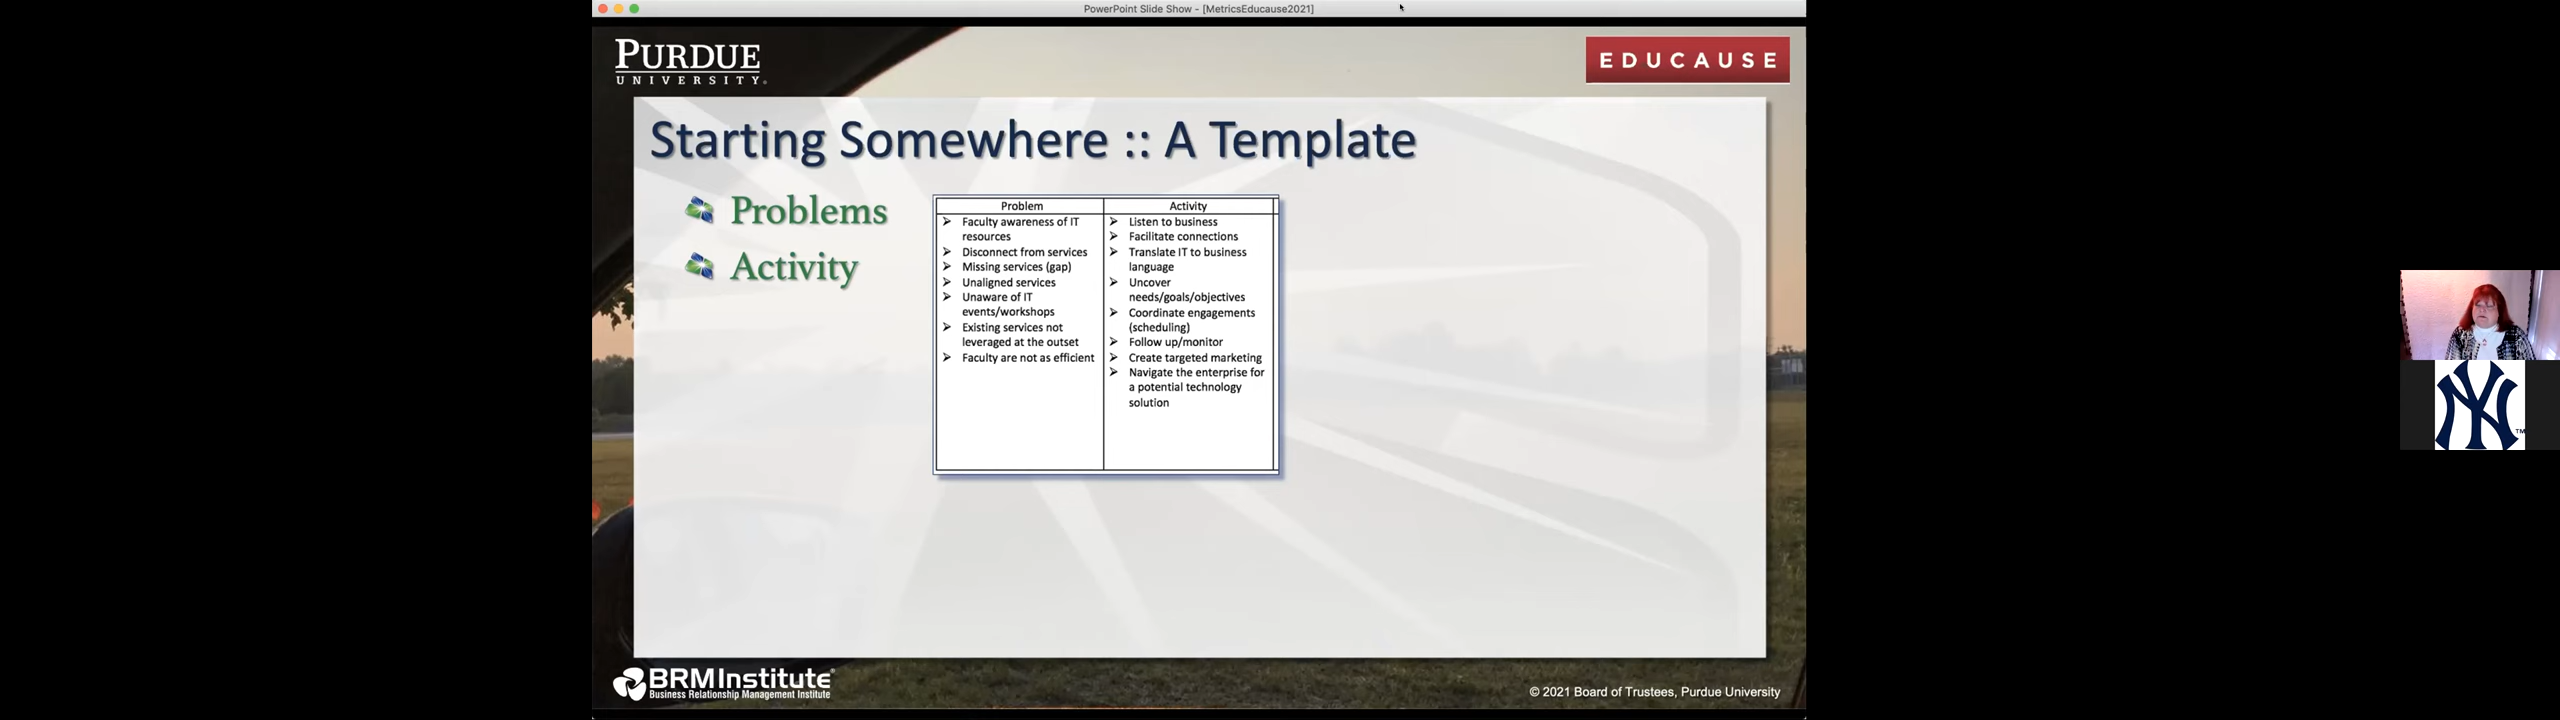 PowerPoint Slide Show - [MetricsEducause2021]
PURDUE
UNIVERSITY
EDUCAUSE
Starting Somewhere :: A Template
Problems
Activity
Problem
Faculty awareness of IT
resources
Disconnect from services
Missing services (gap)
Unaligned services
Unaware of IT
events/workshops
Existing services not
leveraged at the outset
Faculty are not as efficient
Activity
Listen to business
Facilitate connections
Translate IT to business
language
Uncover
needs/goals/objectives
Coordinate engagements
(scheduling)
Follow up/monitor
Create targeted marketing
Navigate the enterprise for
a potential technology
solution
BRMInstitute
Business Relationship Management Institute
© 2021 Board of Trustees, Purdue University
NY
TM